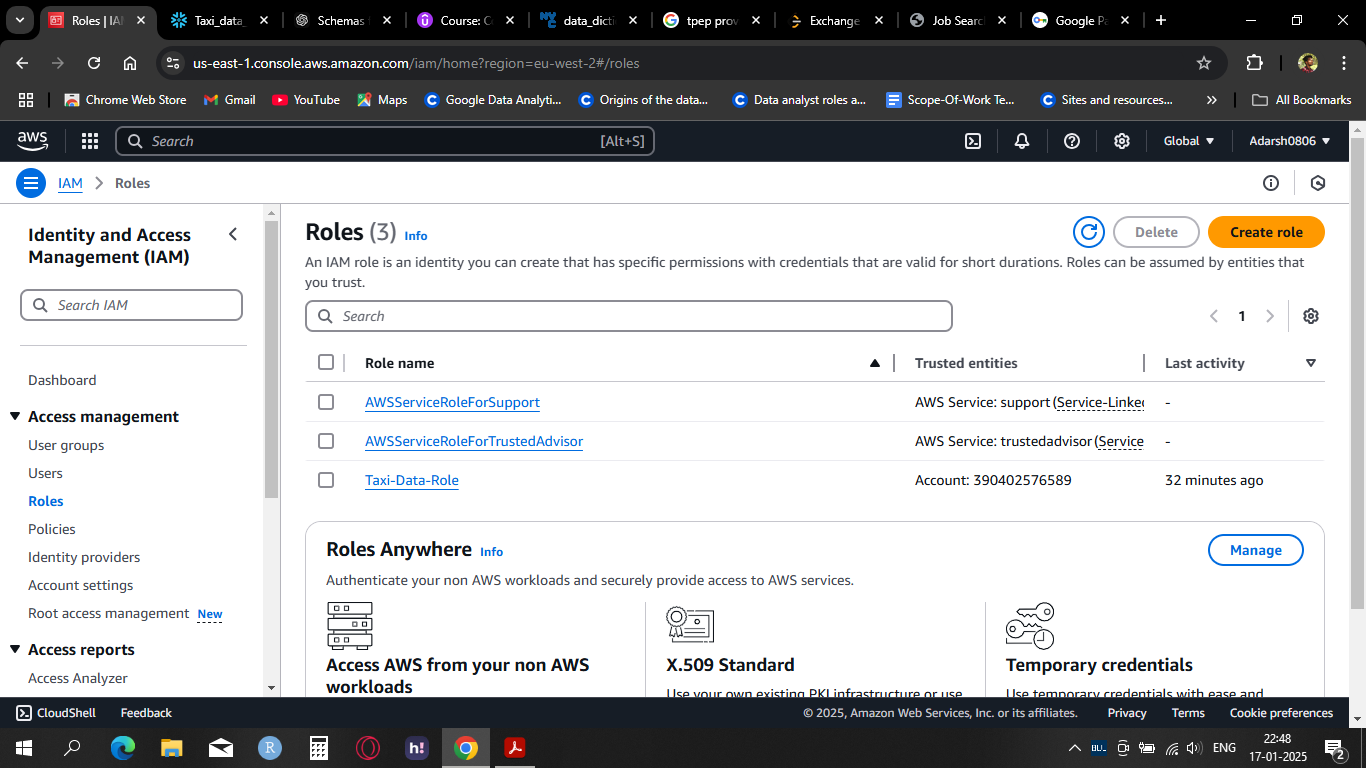 Roles | IAM
Taxi_data_
Schemas f
Course: C
data_dicti
tpep prov
Exchange
Job Searc
Google Pa
us-east-1.console.aws.amazon.com/iam/home?region=eu-west-2#/roles
Chrome Web Store
Gmail
YouTube
Maps
Google Data Analyti...
Origins of the data...
Data analyst roles a...
Scope-Of-Work Te...
Sites and resources...
All Bookmarks
aws
Search
[Alt+S]
Global
Adarsh0806
IAM
Roles
Identity and Access
Management (IAM)
Search IAM
Dashboard
Access management
User groups
Users
Roles
Policies
Identity providers
Account settings
Root access management New
Access reports
Access Analyzer
Roles (3) Info
Delete
Create role
An IAM role is an identity you can create that has specific permissions with credentials that are valid for short durations. Roles can be assumed by entities that
you trust.
Search
1
Role name
Trusted entities
Last activity
AWSServiceRoleForSupport
AWS Service: support (Service-Linked
-
AWSServiceRoleForTrustedAdvisor
AWS Service: trustedadvisor (Service
-
Taxi-Data-Role
Account: 390402576589
32 minutes ago
Roles Anywhere Info
Manage
Authenticate your non AWS workloads and securely provide access to AWS services.
Access AWS from your non AWS
workloads
X.509 Standard
Use your own existing PKI infrastructure or use
Temporary credentials
Use temporary credentials with ease and
CloudShell
Feedback
© 2025, Amazon Web Services, Inc. or its affiliates.
Privacy
Terms
Cookie preferences
R
h!
ENG
22:48
17-01-2025
2